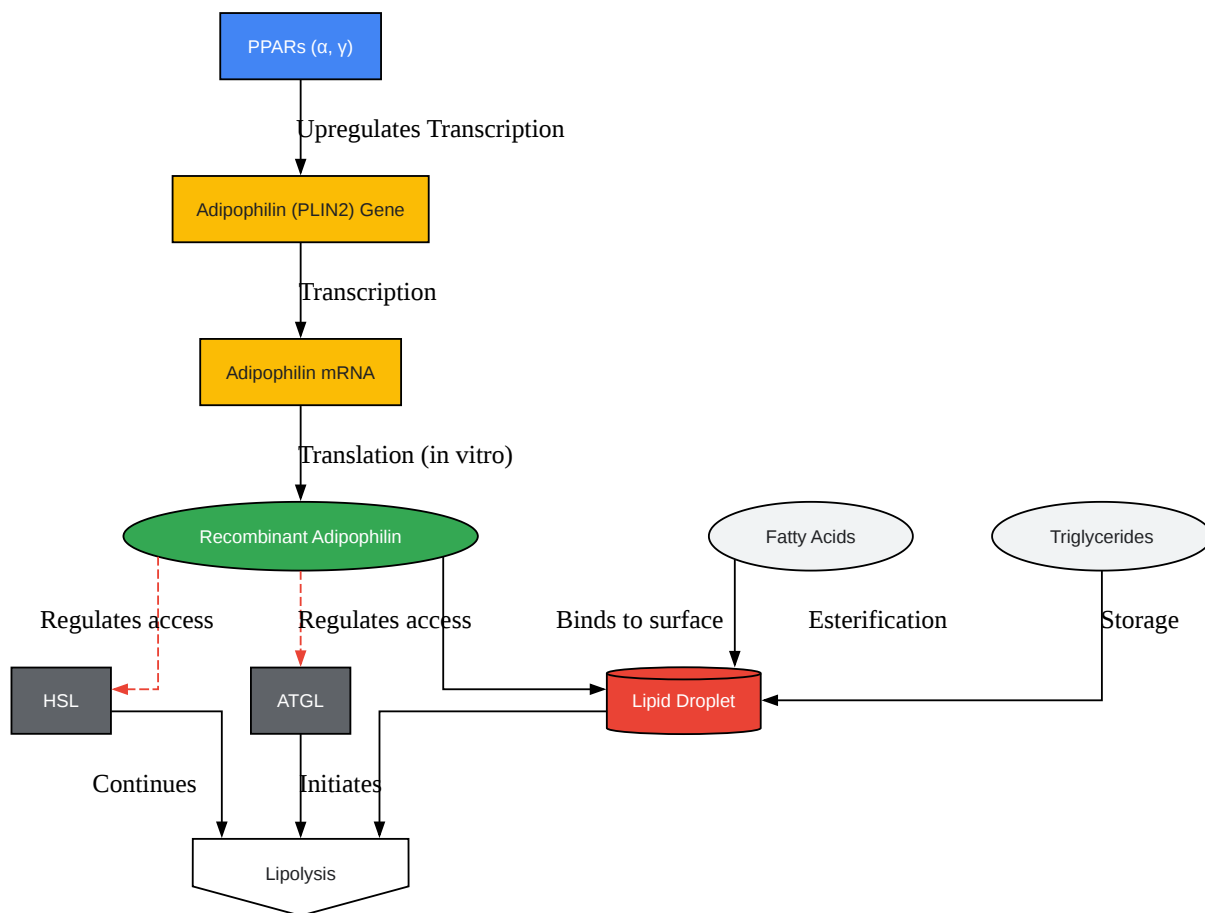 PPARs (α, γ)
Upregulates Transcription
Adipophilin (PLIN2) Gene
Transcription
Adipophilin mRNA
Translation (in vitro)
Recombinant Adipophilin
Fatty Acids
Triglycerides
Regulates access
Regulates access
Binds to surface
Esterification
Storage
HSL
ATGL
Lipid Droplet
Continues
Initiates
Lipolysis